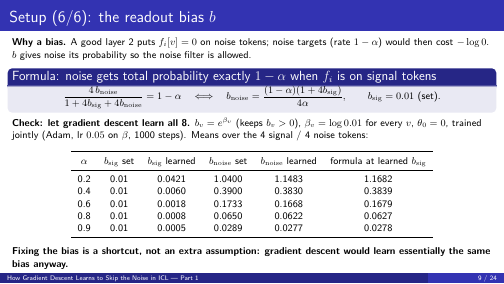 Setup (6/6): the readout bias b
Why a bias. A good layer 2 puts f_i[v] = 0 on noise tokens; noise targets (rate 1 − α) would then cost − log 0.
b gives noise its probability so the noise filter is allowed.
Formula: noise gets total probability exactly 1 − α when f_i is on signal tokens
4 b_noise / (1 + 4b_sig + 4b_noise) = 1 − α ⟺ b_noise = (1 − α)(1 + 4b_sig) / 4α, b_sig = 0.01 (set).
Check: let gradient descent learn all 8. b_v = e^{β_v} (keeps b_v > 0), β_v = log 0.01 for every v, θ_0 = 0, trained
jointly (Adam, lr 0.05 on β, 1000 steps). Means over the 4 signal / 4 noise tokens:
α b_sig set b_sig learned b_noise set b_noise learned formula at learned b_sig
0.2 0.01 0.0421 1.0400 1.1483 1.1682
0.4 0.01 0.0060 0.3900 0.3830 0.3839
0.6 0.01 0.0018 0.1733 0.1668 0.1679
0.8 0.01 0.0008 0.0650 0.0622 0.0627
0.9 0.01 0.0005 0.0289 0.0277 0.0278
Fixing the bias is a shortcut, not an extra assumption: gradient descent would learn essentially the same
bias anyway.
How Gradient Descent Learns to Skip the Noise in ICL — Part 1
9 / 24